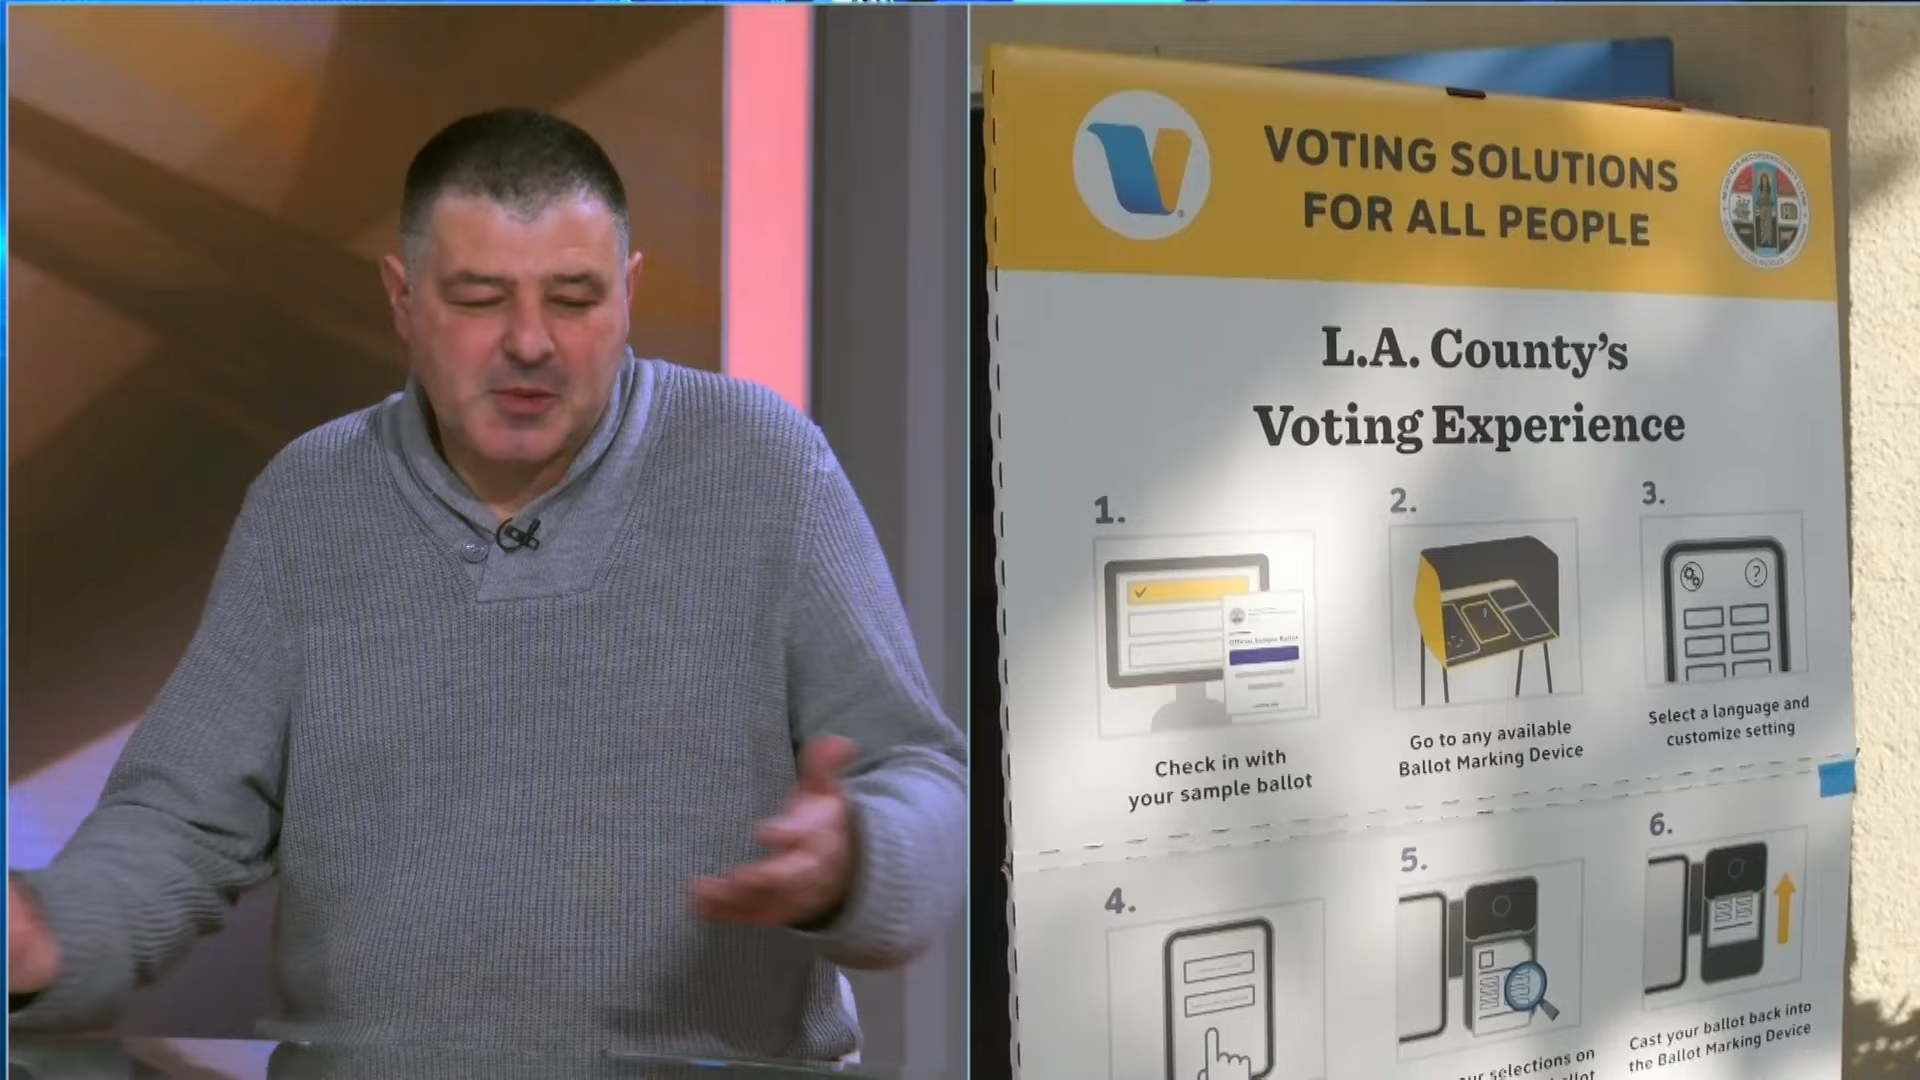 VOTING SOLUTIONS
FOR ALL PEOPLE
L.A. County's
Voting Experience
1.
Check in with
your sample ballot
2.
Go to any available
Ballot Marking Device
3.
Select a language and
customize setting
4.
5.
selections on
6.
Cast your ballot back into
the Ballot Marking Device